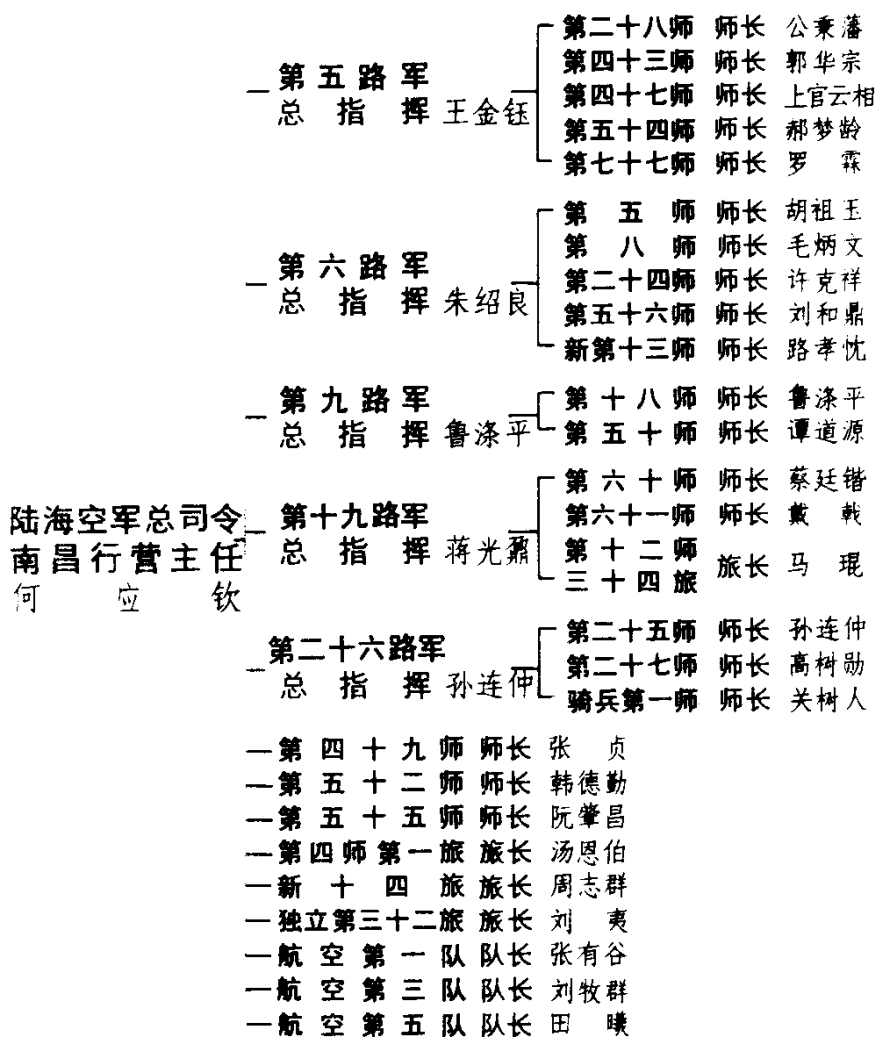 陆海空军总司令
南昌行营主任
何应钦
第五路军
总指挥 王金钰
第二十八师 师长 公秉藩
第四十三师 师长 郭华宗
第四十七师 师长 上官云相
第五十四师 师长 郝梦龄
第七十七师 师长 罗霖
第六路军
总指挥 朱绍良
第五师 师长 胡祖玉
第八师 师长 毛炳文
第二十四师 师长 许克祥
第五十六师 师长 刘和鼎
新第十三师 师长 路孝忱
第九路军
总指挥 鲁涤平
第十八师 师长 鲁涤平
第五十师 师长 谭道源
第十九路军
总指挥 蒋光鼐
第六十师 师长 蔡廷锴
第六十一师 师长 戴戟
第十二师
三十四旅 旅长 马琨
第二十六路军
总指挥 孙连仲
第二十五师 师长 孙连仲
第二十七师 师长 高树勋
骑兵第一师 师长 关树人
第四十九师 师长 张贞
第五十二师 师长 韩德勤
第五十五师 师长 阮肇昌
第四师第一旅 旅长 汤恩伯
新十四旅 旅长 周志群
独立第三十二旅 旅长 刘夷
航空第一队 队长 张有谷
航空第三队 队长 刘牧群
航空第五队 队长 田曦